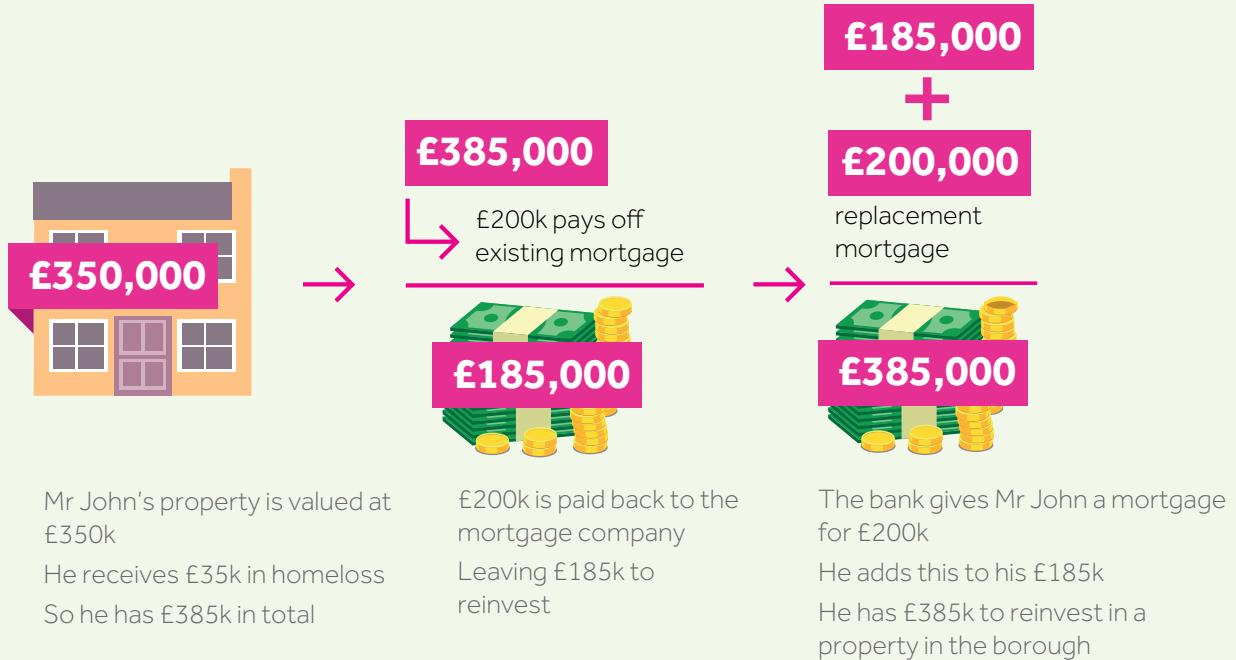 £350,000
Mr John's property is valued at
£350k
He receives £35k in homeloss
So he has £385k in total
£385,000
£200k pays off
existing mortgage
£185,000
£200k is paid back to the
mortgage company
Leaving £185k to
reinvest
£185,000
+
£200,000
replacement
mortgage
£385,000
The bank gives Mr John a mortgage
for £200k
He adds this to his £185k
He has £385k to reinvest in a
property in the borough